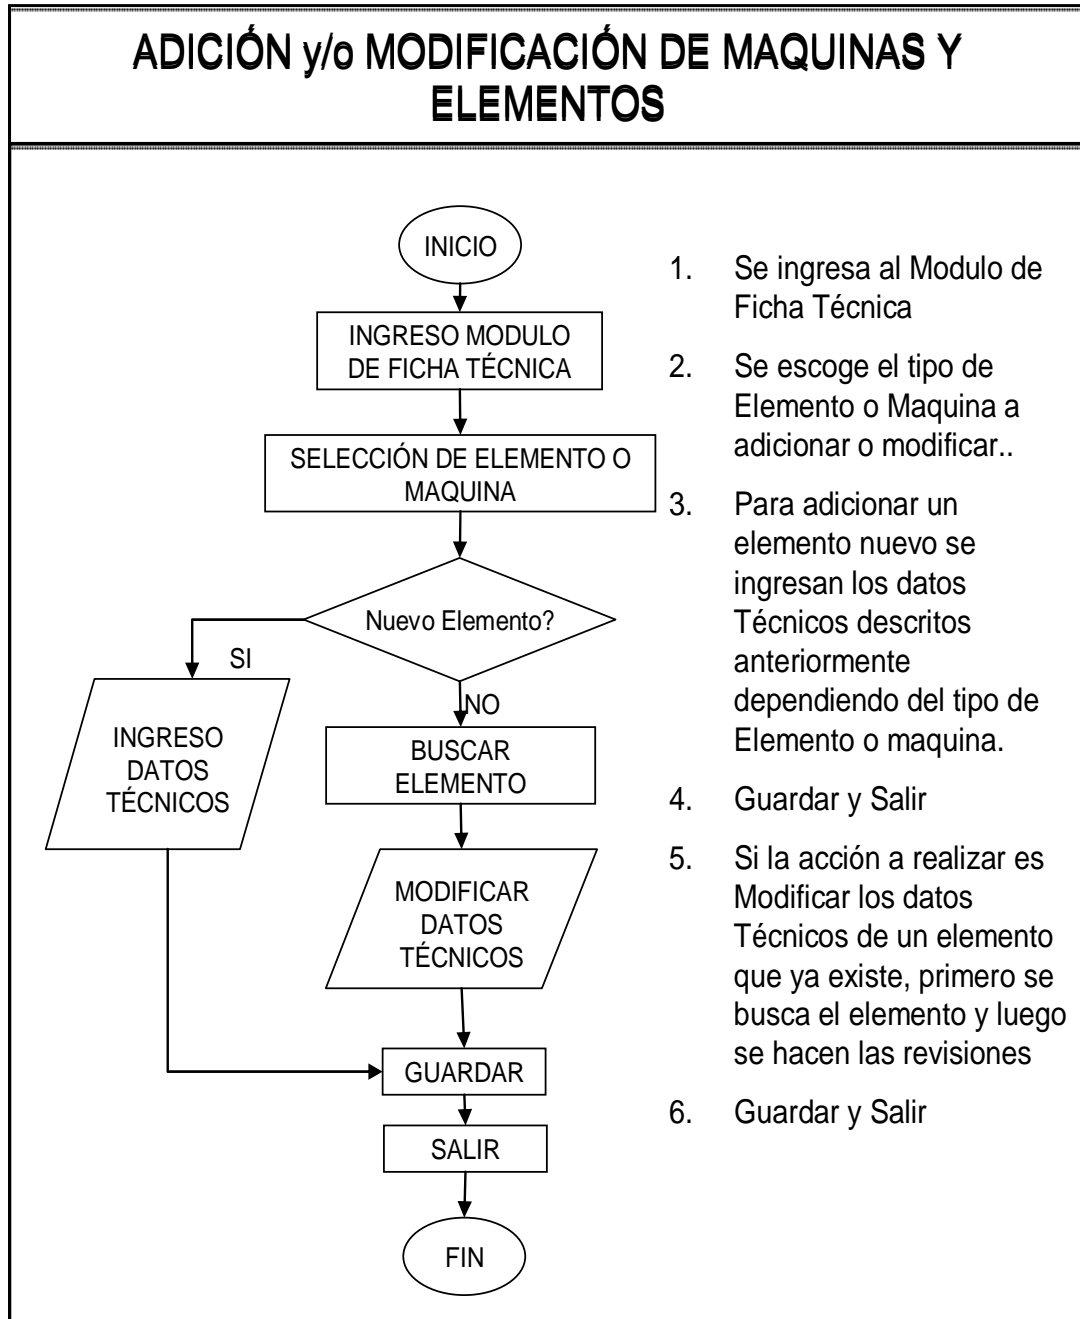 ADICIÓN y/o MODIFICACIÓN DE MAQUINAS Y
ELEMENTOS
INICIO
INGRESO MODULO
DE FICHA TÉCNICA
SELECCIÓN DE ELEMENTO O
MAQUINA
Nuevo Elemento?
SI
NO
INGRESO
DATOS
TÉCNICOS
BUSCAR
ELEMENTO
MODIFICAR
DATOS
TÉCNICOS
GUARDAR
SALIR
FIN
1. Se ingresa al Modulo de
Ficha Técnica
2. Se escoge el tipo de
Elemento o Maquina a
adicionar o modificar..
3. Para adicionar un
elemento nuevo se
ingresan los datos
Técnicos descritos
anteriormente
dependiendo del tipo de
Elemento o maquina.
4. Guardar y Salir
5. Si la acción a realizar es
Modificar los datos
Técnicos de un elemento
que ya existe, primero se
busca el elemento y luego
se hacen las revisiones
6. Guardar y Salir